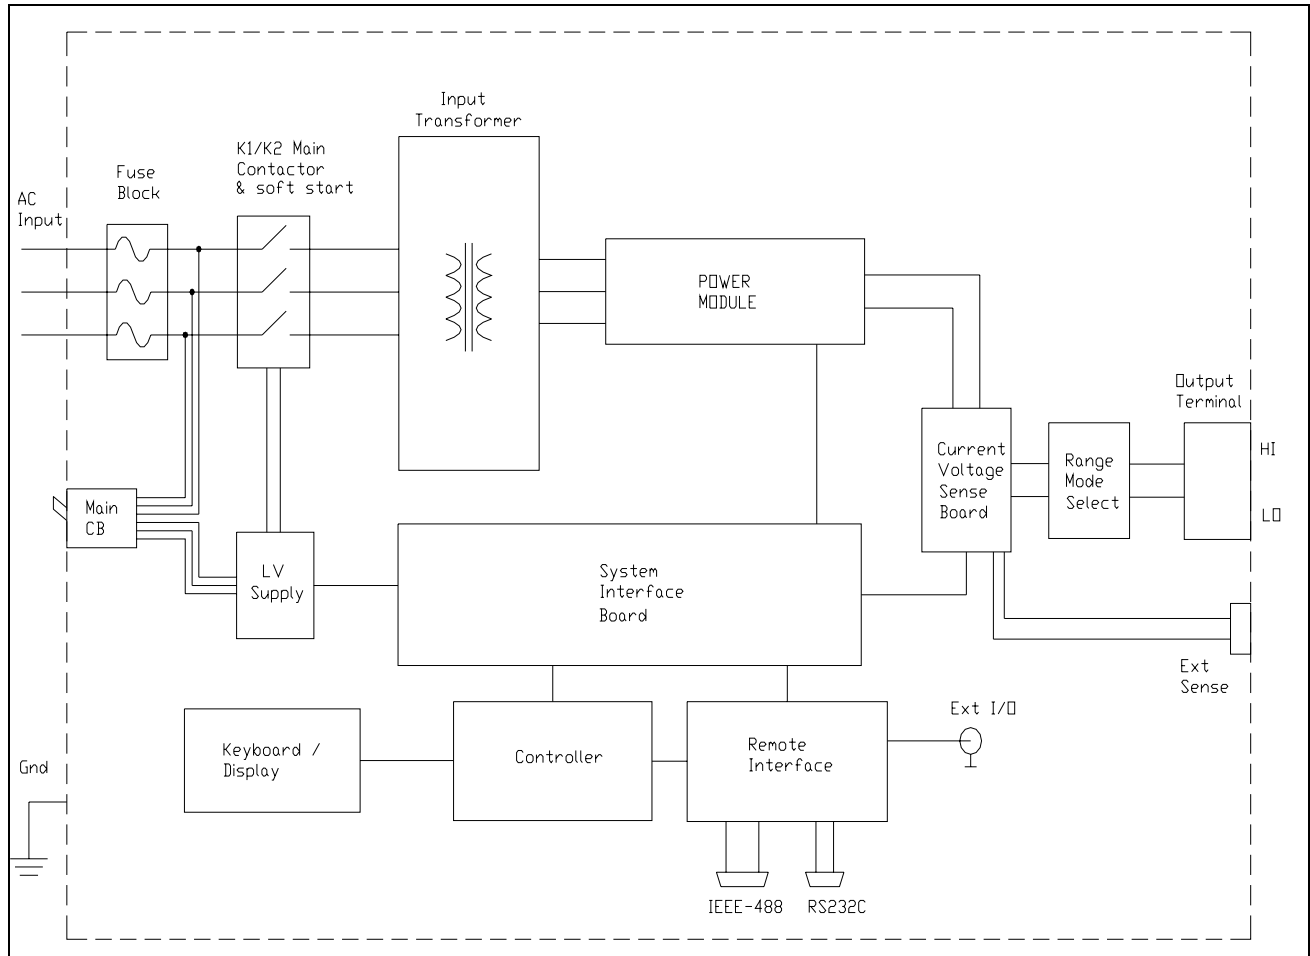 Input
Transformer
K1/K2 Main
Contactor
& soft start
Fuse
Block
AC
Input
POWER
MODULE
Output
Terminal
HI
LO
Current
Voltage
Sense
Board
Range
Mode
Select
Main
CB
LV
Supply
System
Interface
Board
Ext
Sense
Ext I/O
Keyboard /
Display
Controller
Remote
Interface
Gnd
IEEE-488
RS232C